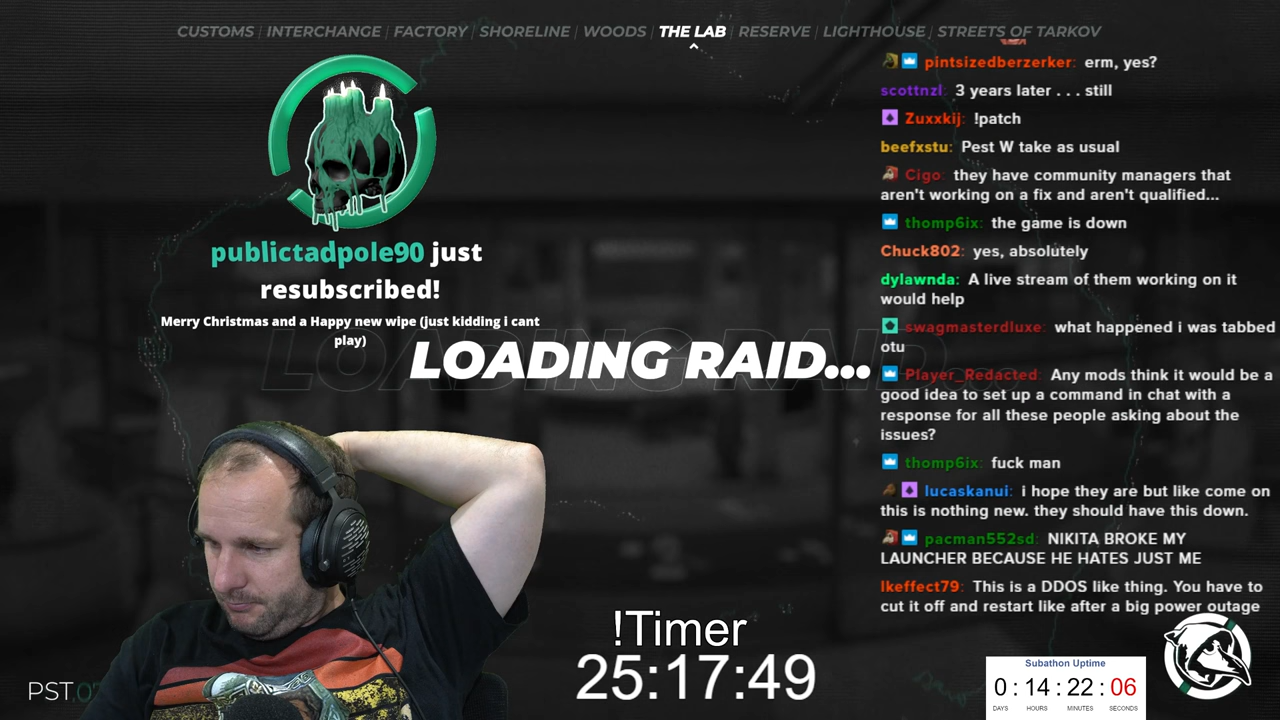 CUSTOMS / INTERCHANGE / FACTORY / SHORELINE / WOODS / THE LAB / RESERVE / LIGHTHOUSE / STREETS OF TARKOV
publictadpole90 just
resubscribed!
Merry Christmas and a Happy new wipe (just kidding i cant
play)
LOADING RAID...
pintsizedberzerker: erm, yes?
scottnzl: 3 years later . . . still
Zuxxkij: !patch
beefxstu: Pest W take as usual
Cigo: they have community managers that
aren't working on a fix and aren't qualified...
thomp6ix: the game is down
Chuck802: yes, absolutely
dylawnda: A live stream of them working on it
would help
swagmasterdluxe: what happened i was tabbed
otu
Player_Redacted: Any mods think it would be a
good idea to set up a command in chat with a
response for all these people asking about the
issues?
thomp6ix: fuck man
lucaskanui: i hope they are but like come on
this is nothing new. they should have this down.
pacman552sd: NIKITA BROKE MY
LAUNCHER BECAUSE HE HATES JUST ME
lkeffect79: This is a DDOS like thing. You have to
cut it off and restart like after a big power outage
!Timer
25:17:49
Subathon Uptime
0 : 14 : 22 : 06
DAYS HOURS MINUTES SECONDS
PST.